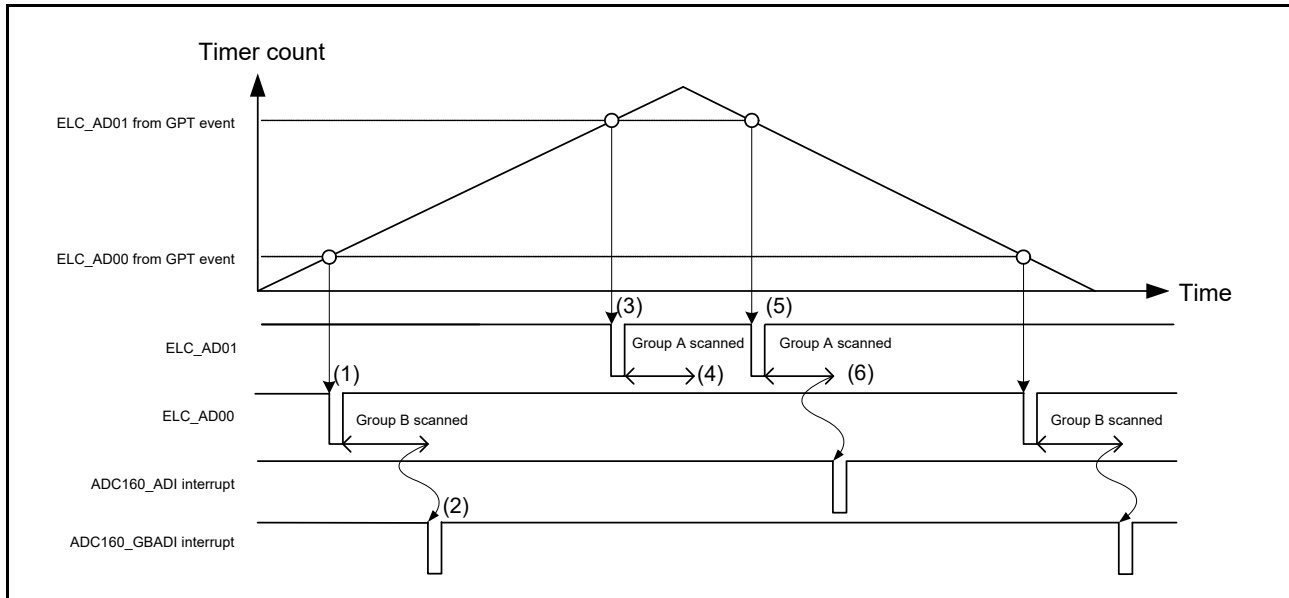 Timer count
ELC_AD01 from GPT event
ELC_AD00 from GPT event
Time
(3)
(5)
ELC_AD01
Group A scanned
Group A scanned
(4)
(6)
(1)
ELC_AD00
Group B scanned
Group B scanned
ADC160_ADI interrupt
(2)
ADC160_GBADI interrupt